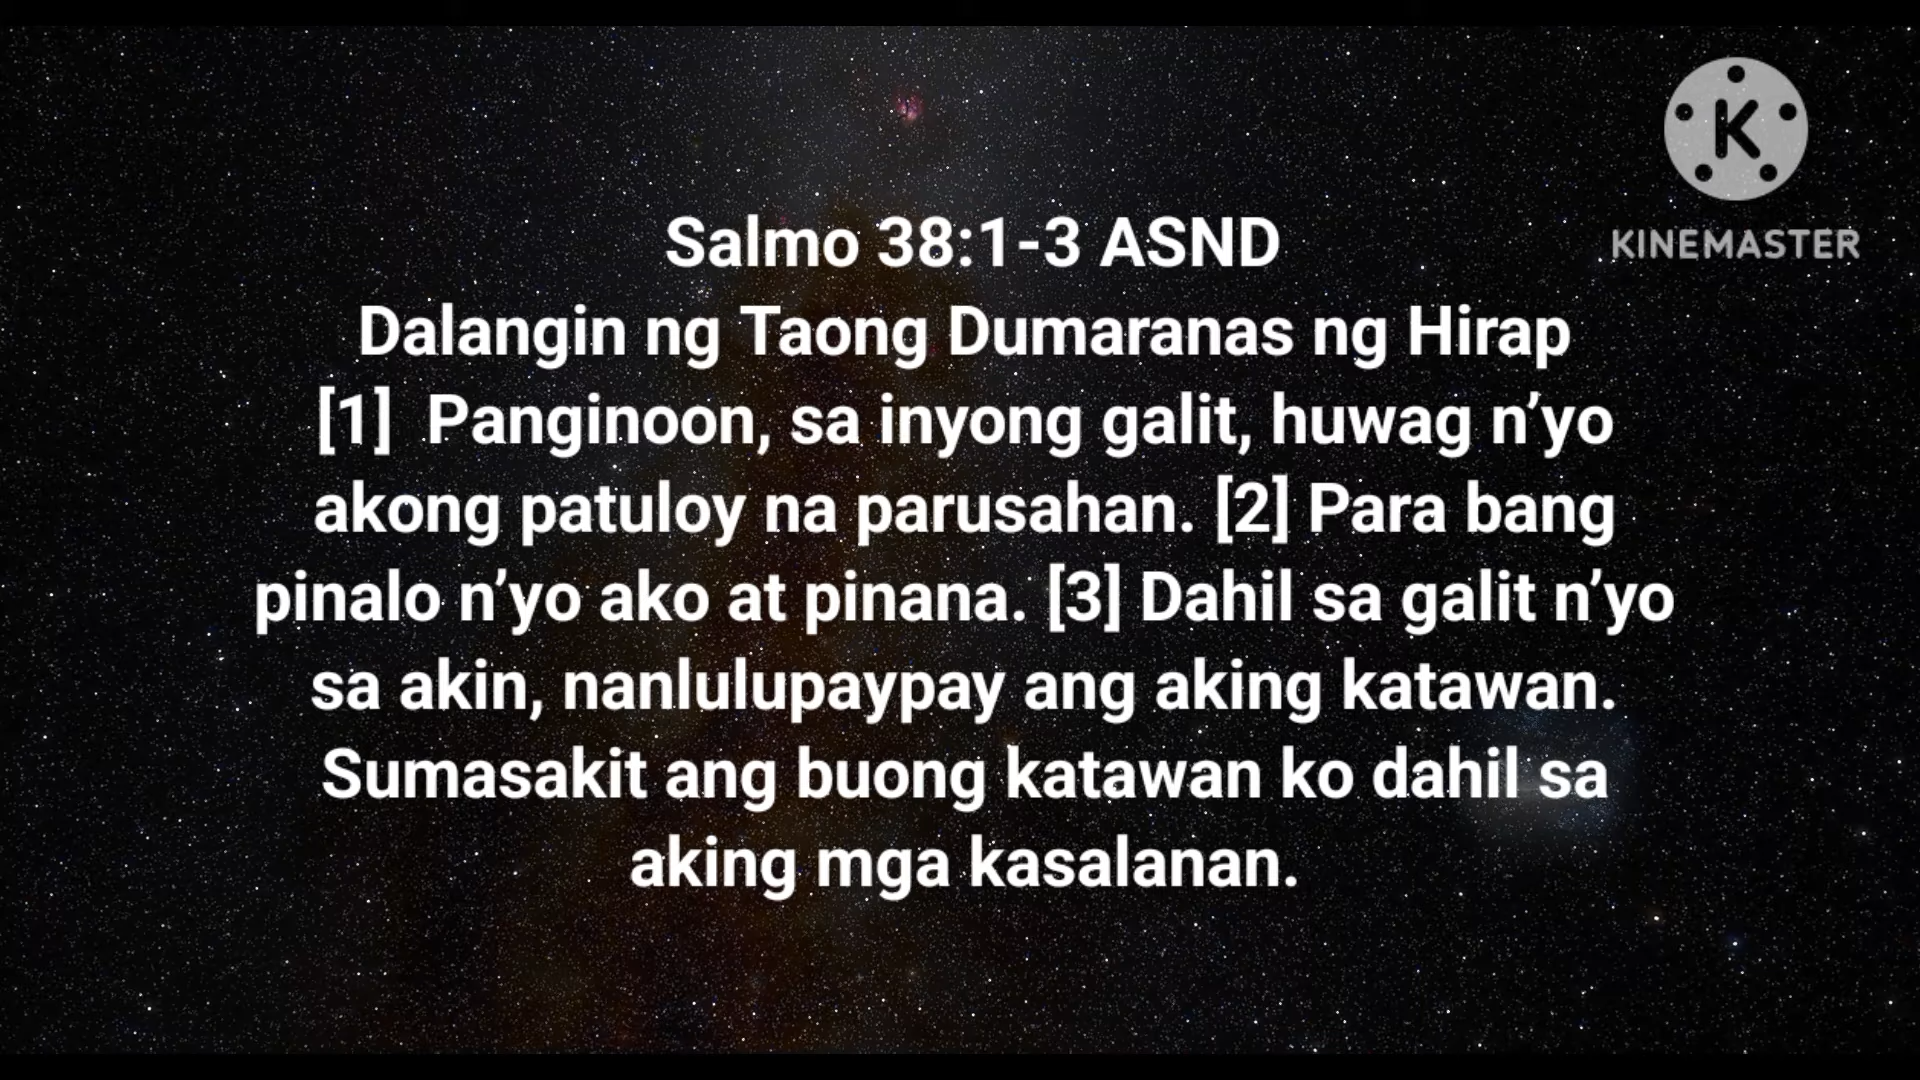 Salmo 38:1-3 ASND
Dalangin ng Taong Dumaranas ng Hirap
[1]  Panginoon, sa inyong galit, huwag n’yo
akong patuloy na parusahan. [2] Para bang
pinalo n’yo ako at pinana. [3] Dahil sa galit n’yo
sa akin, nanlulupaypay ang aking katawan.
Sumasakit ang buong katawan ko dahil sa
aking mga kasalanan.
K
KINEMASTER